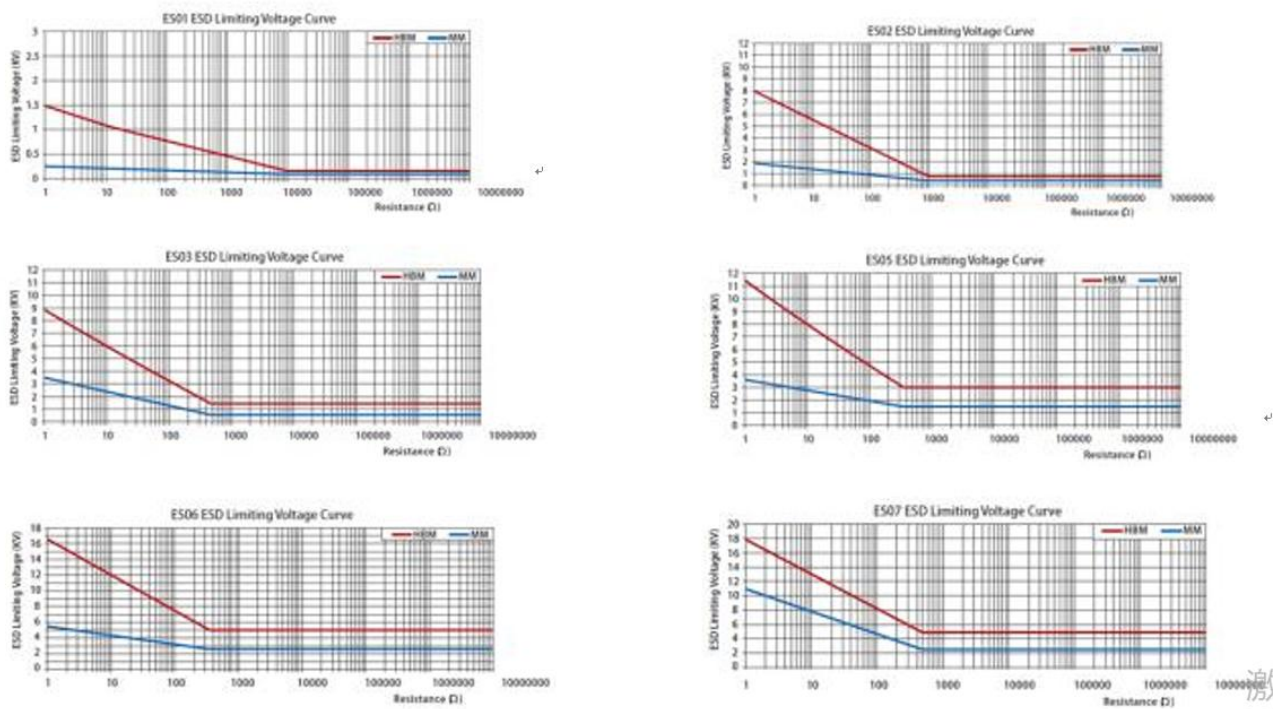 ES01 ESD Limiting Voltage Curve
ESD Limiting Voltage (KV)
HBM MM
3
2.5
2
1.5
1
0.5
0
1 10 100 1000 10000 100000 1000000 10000000
Resistance (Ω)
ES02 ESD Limiting Voltage Curve
ESD Limiting Voltage (KV)
HBM MM
12
11
10
9
8
7
6
5
4
3
2
1
0
1 10 100 1000 10000 100000 1000000 10000000
Resistance (Ω)
ES03 ESD Limiting Voltage Curve
ESD Limiting Voltage (KV)
HBM MM
12
11
10
9
8
7
6
5
4
3
2
1
0
1 10 100 1000 10000 100000 1000000 10000000
Resistance (Ω)
ES05 ESD Limiting Voltage Curve
ESD Limiting Voltage (KV)
HBM MM
12
11
10
9
8
7
6
5
4
3
2
1
0
1 10 100 1000 10000 100000 1000000 10000000
Resistance (Ω)
ES06 ESD Limiting Voltage Curve
ESD Limiting Voltage (KV)
HBM MM
18
16
14
12
10
8
6
4
2
0
1 10 100 1000 10000 100000 1000000 10000000
Resistance (Ω)
ES07 ESD Limiting Voltage Curve
ESD Limiting Voltage (KV)
HBM MM
20
18
16
14
12
10
8
6
4
2
0
1 10 100 1000 10000 100000 1000000
Resistance (Ω)